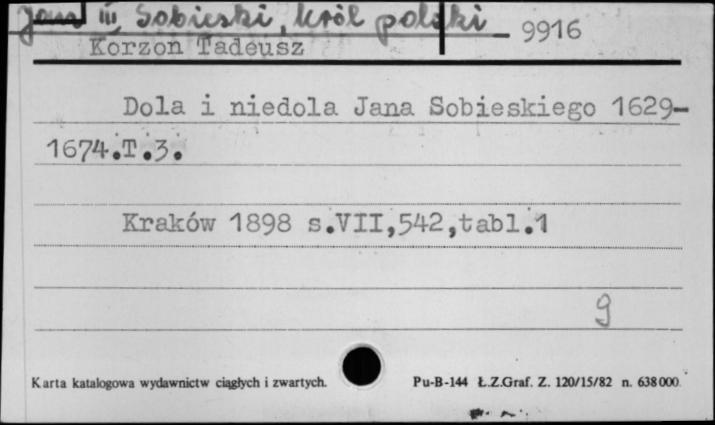 Jan III Sobieski, król polski
9916
Korzon Tadeusz
Dola i niedola Jana Sobieskiego 1629-
1674.T.3.
Kraków 1898 s.VII,542,tabl.1
g
Karta katalogowa wydawnictw ciągłych i zwartych.
Pu-B-144 Ł.Z.Graf. Z. 120/15/82 n. 638000.